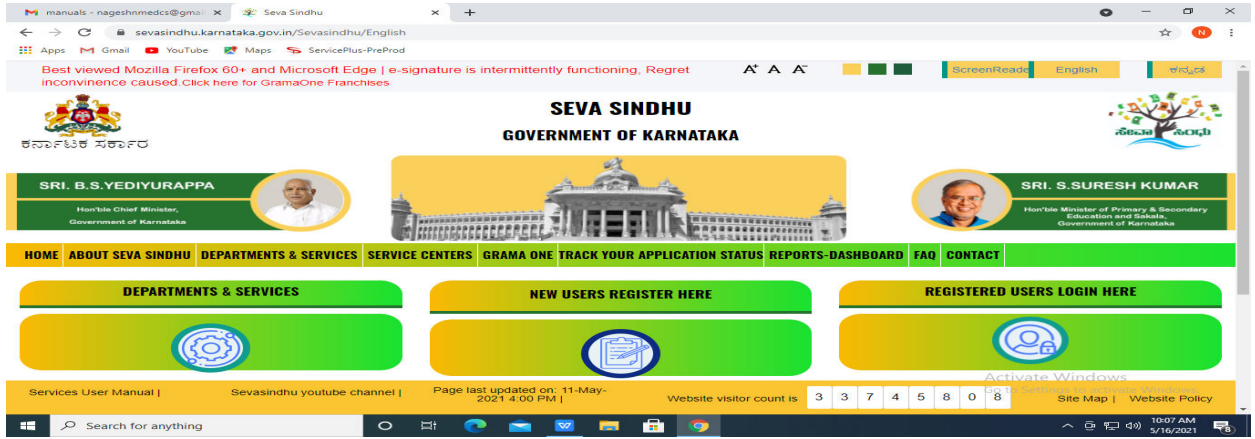 manuals - nageshnmedcs@gmai
Seva Sindhu
sevasindhu.karnataka.gov.in/Sevasindhu/English
N
Apps Gmail YouTube Maps ServicePlus-PreProd
Best viewed Mozilla Firefox 60+ and Microsoft Edge | e-signature is intermittently functioning, Regret
inconvinence caused.Click here for GramaOne Franchises
A+ A A-
ScreenReade
English
ಕನ್ನಡ
ಕರ್ನಾಟಕ ಸರ್ಕಾರ
SEVA SINDHU
GOVERNMENT OF KARNATAKA
ಸೇವಾ ಸಿಂಧು
SRI. B.S.YEDIYURAPPA
Hon'ble Chief Minister,
Government of Karnataka
SRI. S.SURESH KUMAR
Hon'ble Minister of Primary & Secondary
Education and Sakala,
Government of Karnataka
HOME ABOUT SEVA SINDHU DEPARTMENTS & SERVICES SERVICE CENTERS GRAMA ONE TRACK YOUR APPLICATION STATUS REPORTS-DASHBOARD FAQ CONTACT
DEPARTMENTS & SERVICES
NEW USERS REGISTER HERE
REGISTERED USERS LOGIN HERE
Activate Windows
Go to Settings to activate Windows.
Services User Manual |
Sevasindhu youtube channel |
Page last updated on: 11-May-
2021 4:00 PM |
Website visitor count is
3 3 7 4 5 8 0 8
Site Map | Website Policy
Search for anything
W
10:07 AM
5/16/2021
8